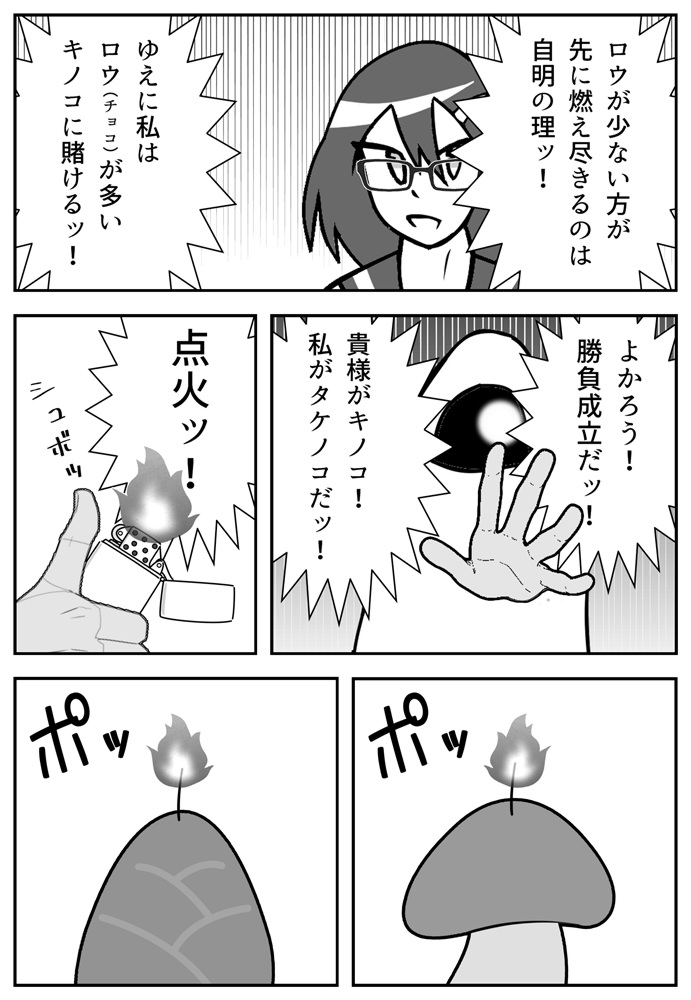 ロウが少ない方が
先に燃え尽きるのは
自明の理ッ！
ゆえに私は
ロウ（チョコ）が多い
キノコに賭けるッ！
よかろう！
勝負成立だッ！
貴様がキノコ！
私がタケノコだッ！
点火ッ！
シュボッ
ポッ
ポッ